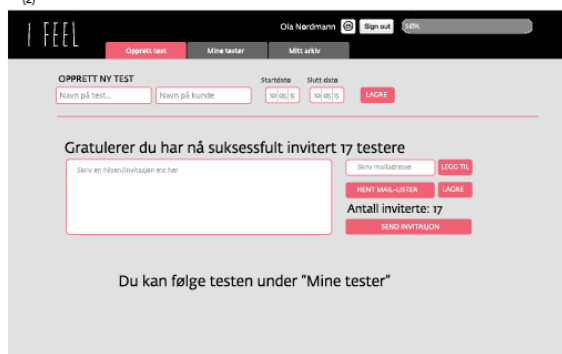 (2)
I FEEL
Ola Nordmann Sign out SØK
Opprett test Mine tester Mitt arkiv
OPPRETT NY TEST Startdato Slutt dato
Navn på test... Navn på kunde 10 05 15 10 05 15 LAGRE
Gratulerer du har nå suksessfult invitert 17 testere
Skriv en hilsen/invitasjon etc her
Skriv mailadresse LEGG TIL
HENT MAIL-LISTER LAGRE
Antall inviterte: 17
SEND INVITASJON
Du kan følge testen under "Mine tester"